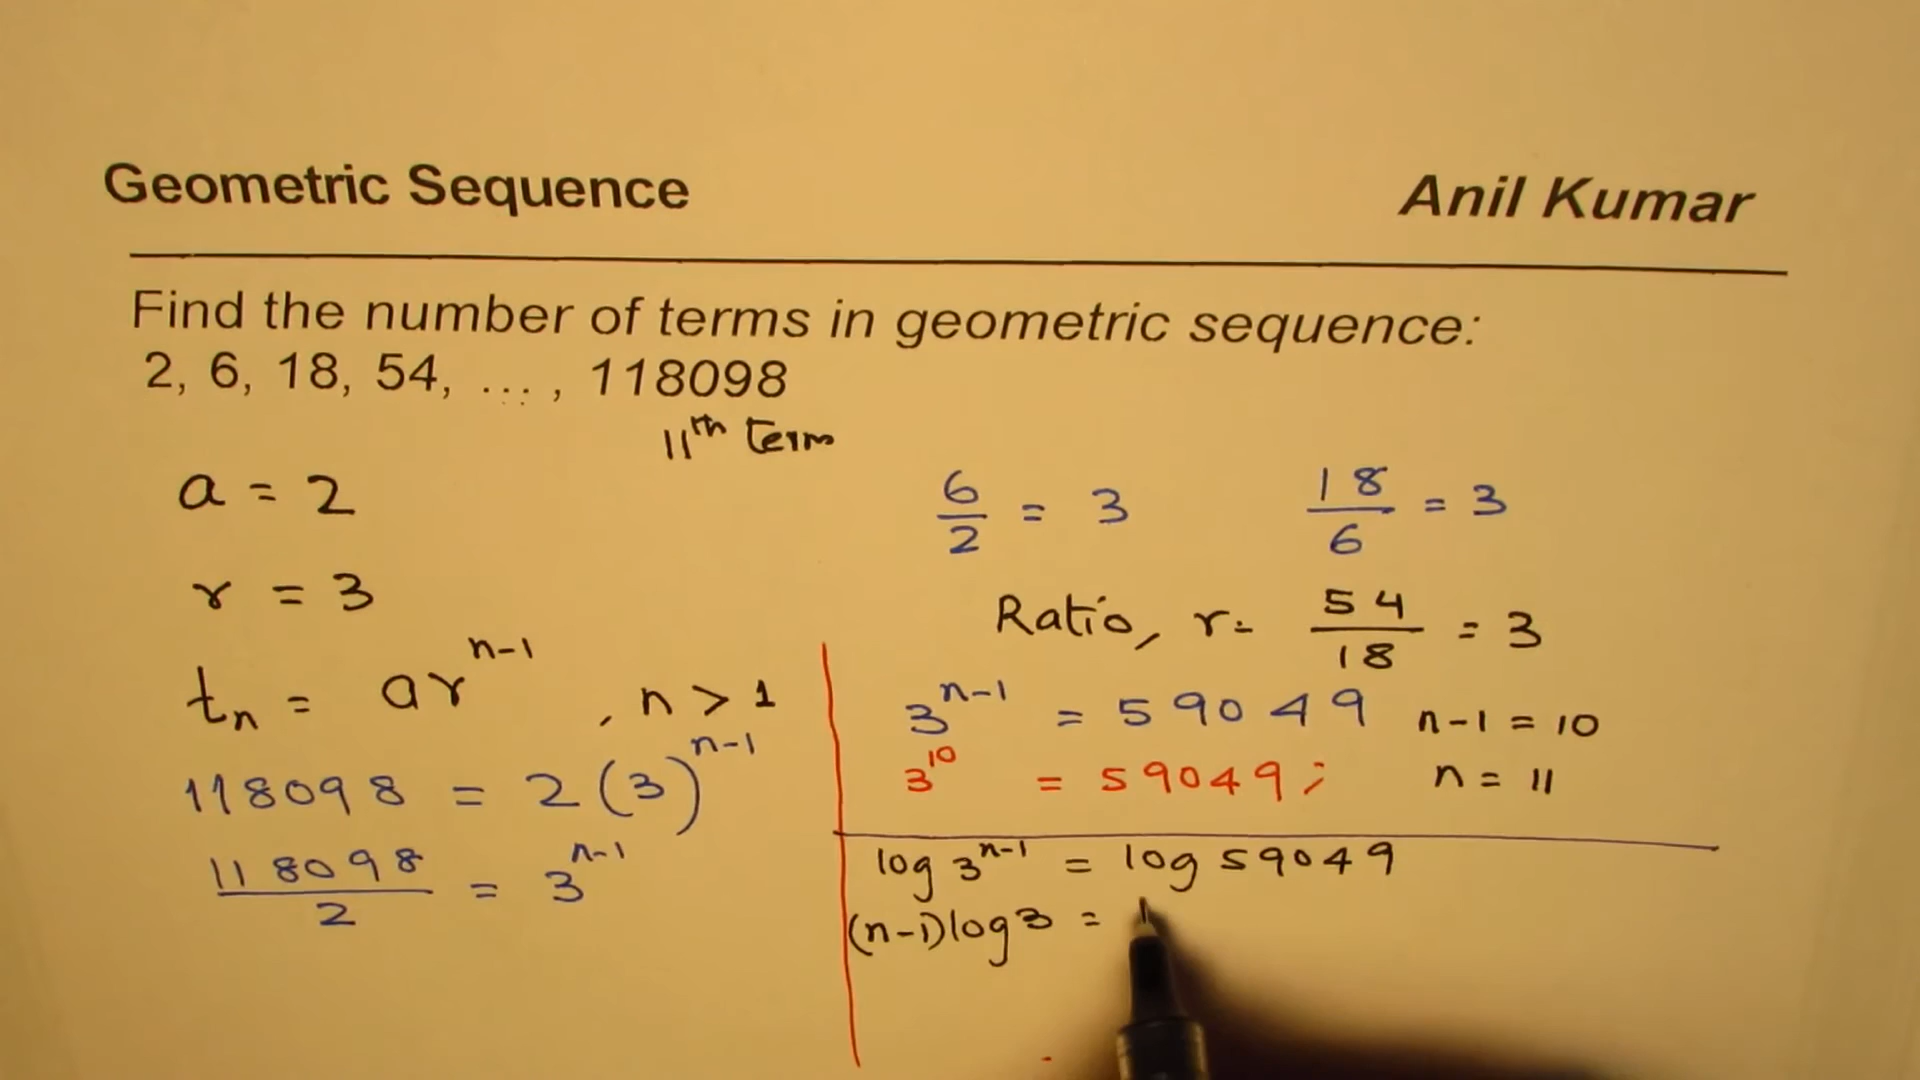 Geometric Sequence
Anil Kumar
Find the number of terms in geometric sequence:
2, 6, 18, 54, ... , 118098
11th term
a = 2
r = 3
tn = ar^n-1 , n > 1
118098 = 2 (3)^n-1
118098/2 = 3^n-1
6/2 = 3 18/6 = 3
Ratio, r = 54/18 = 3
3^n-1 = 59049 n-1 = 10
3^10 = 59049; n = 11
log 3^n-1 = log 59049
(n-1) log 3 =